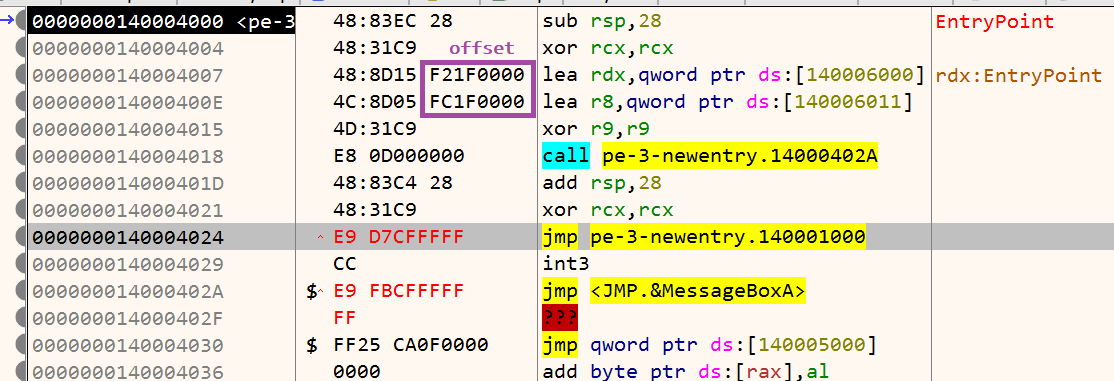 0000000140004000 <pe-3 48:83EC 28 sub rsp,28 EntryPoint
0000000140004004 48:31C9 offset xor rcx,rcx
0000000140004007 48:8D15 F21F0000 lea rdx,qword ptr ds:[140006000] rdx:EntryPoint
000000014000400E 4C:8D05 FC1F0000 lea r8,qword ptr ds:[140006011]
0000000140004015 4D:31C9 xor r9,r9
0000000140004018 E8 0D000000 call pe-3-newentry.14000402A
000000014000401D 48:83C4 28 add rsp,28
0000000140004021 48:31C9 xor rcx,rcx
0000000140004024 ^ E9 D7CFFFFF jmp pe-3-newentry.140001000
0000000140004029 CC int3
000000014000402A $ ^ E9 FBCFFFFF jmp <JMP.&MessageBoxA>
000000014000402F FF ???
0000000140004030 $ FF25 CA0F0000 jmp qword ptr ds:[140005000]
0000000140004036 0000 add byte ptr ds:[rax],al